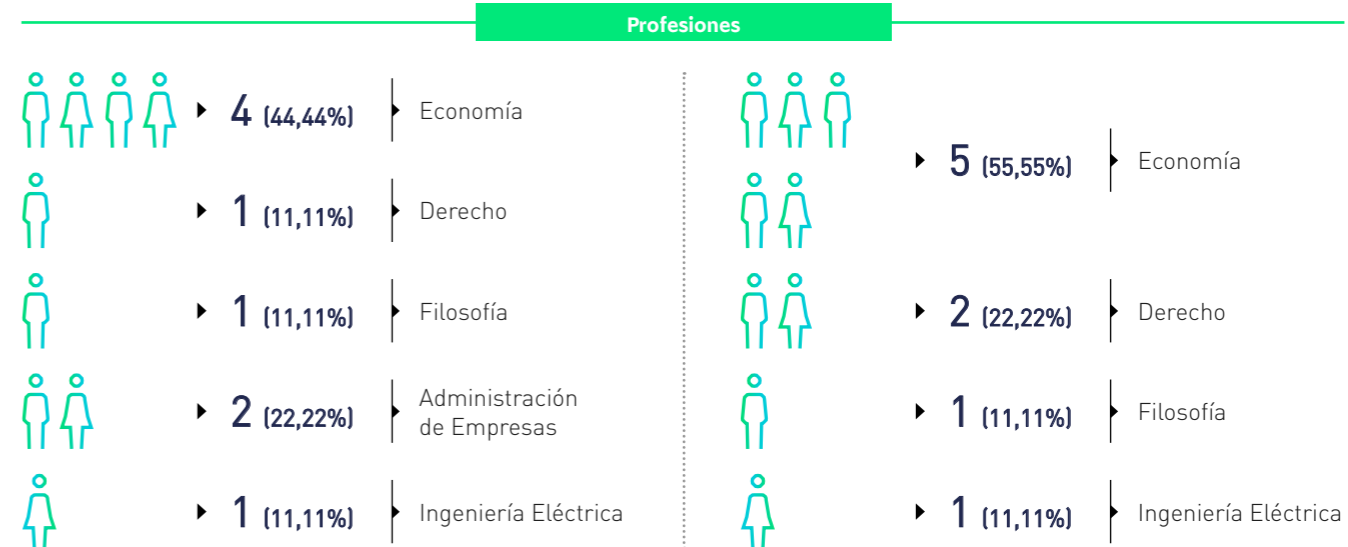 Profesiones
4 (44,44%) Economía
1 (11,11%) Derecho
1 (11,11%) Filosofía
2 (22,22%) Administración
de Empresas
1 (11,11%) Ingeniería Eléctrica
5 (55,55%) Economía
2 (22,22%) Derecho
1 (11,11%) Filosofía
1 (11,11%) Ingeniería Eléctrica